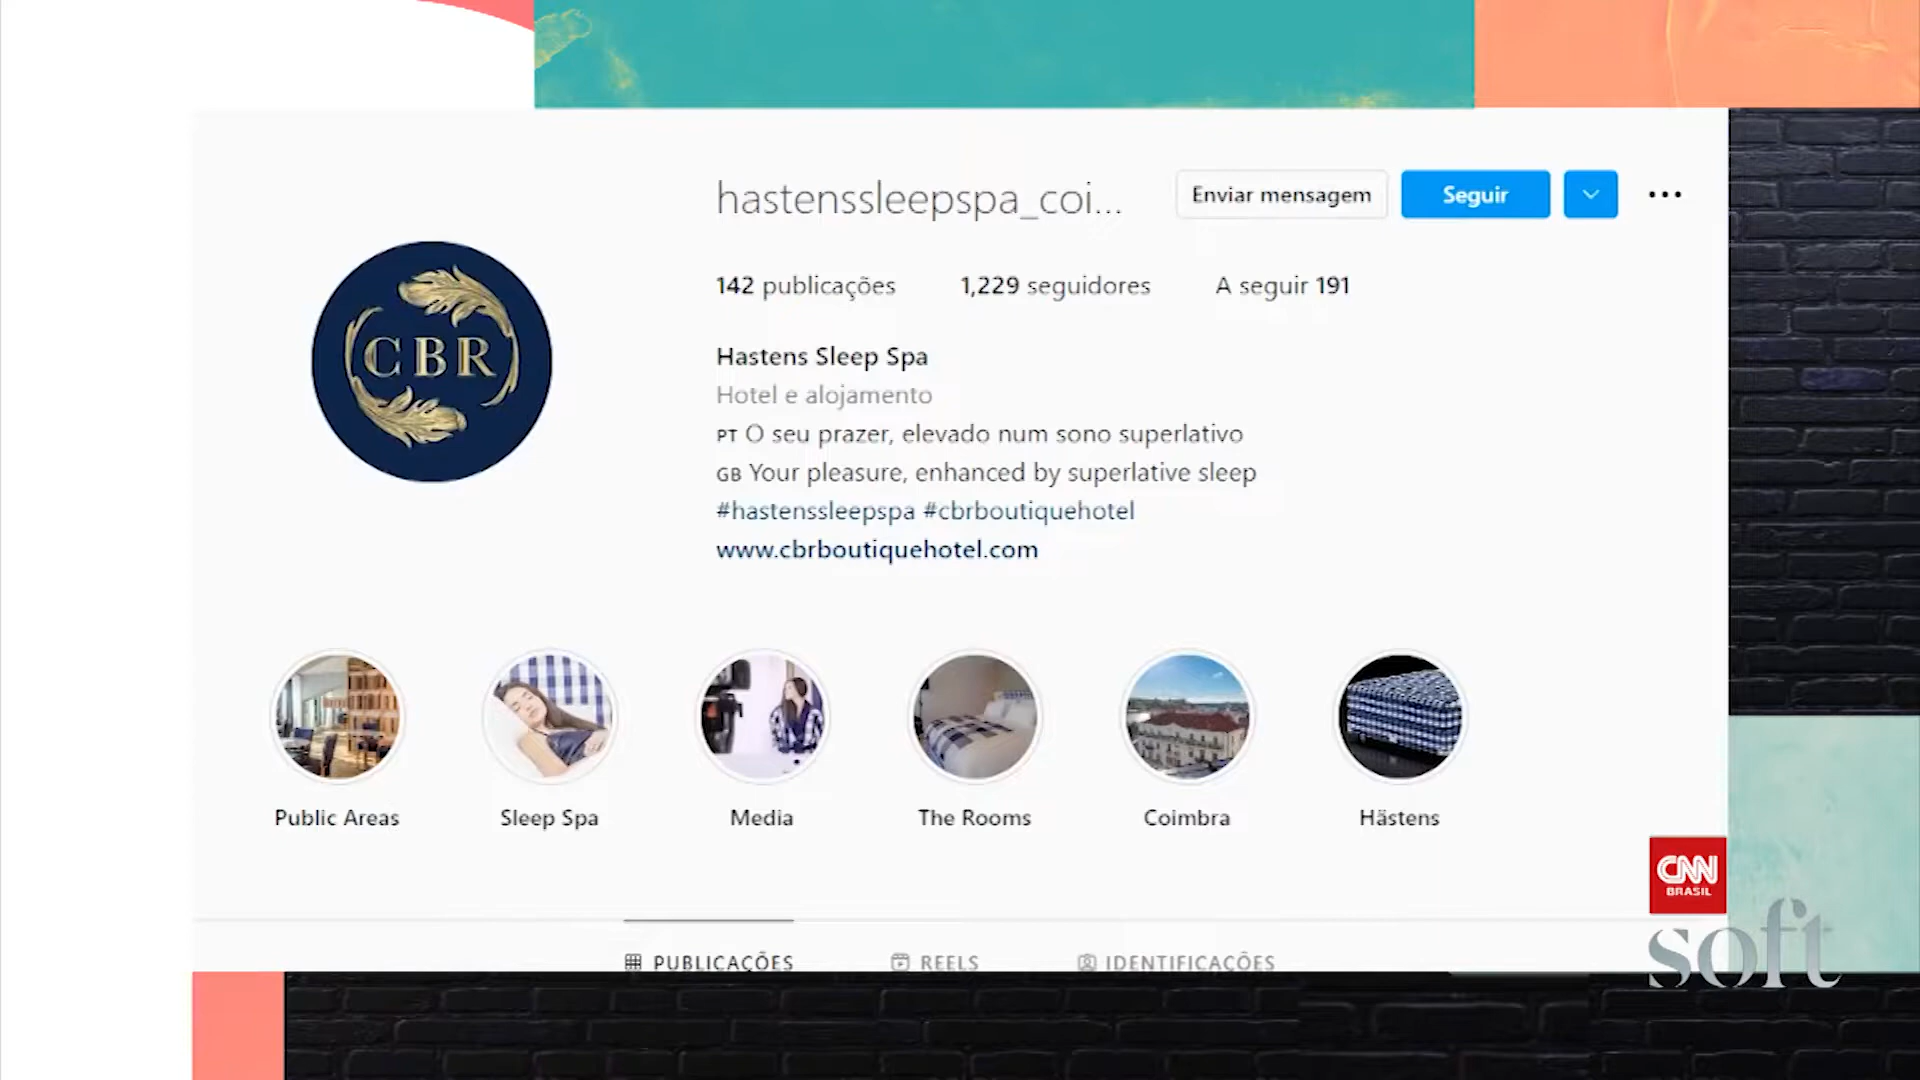 hastenssleepspa_coi...
Enviar mensagem
Seguir
142 publicações
1,229 seguidores
A seguir 191
CBR
Hastens Sleep Spa
Hotel e alojamento
PT O seu prazer, elevado num sono superlativo
GB Your pleasure, enhanced by superlative sleep
#hastenssleepspa #cbrboutiquehotel
www.cbrboutiquehotel.com
Public Areas
Sleep Spa
Media
The Rooms
Coimbra
Hästens
PUBLICAÇÕES
REELS
IDENTIFICAÇÕES
CNN
BRASIL
soft